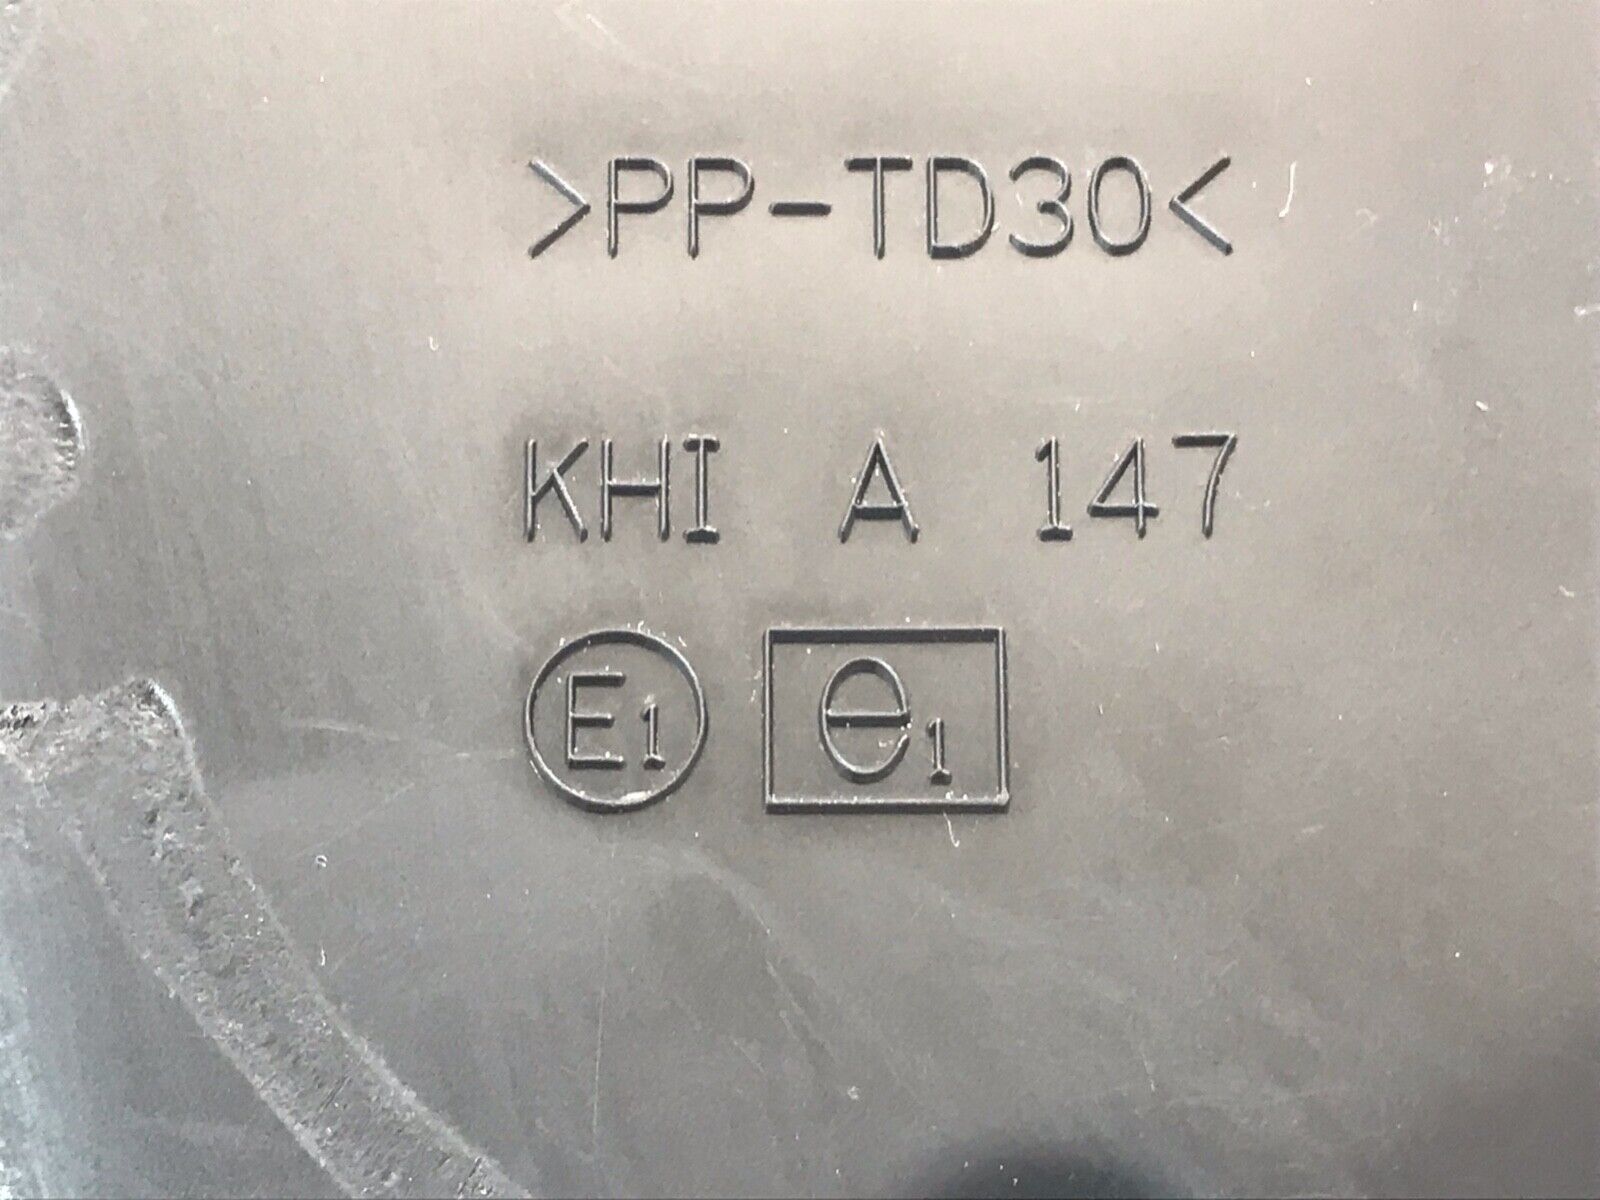 >PP-TD30<
KHI A 147
E1 e1